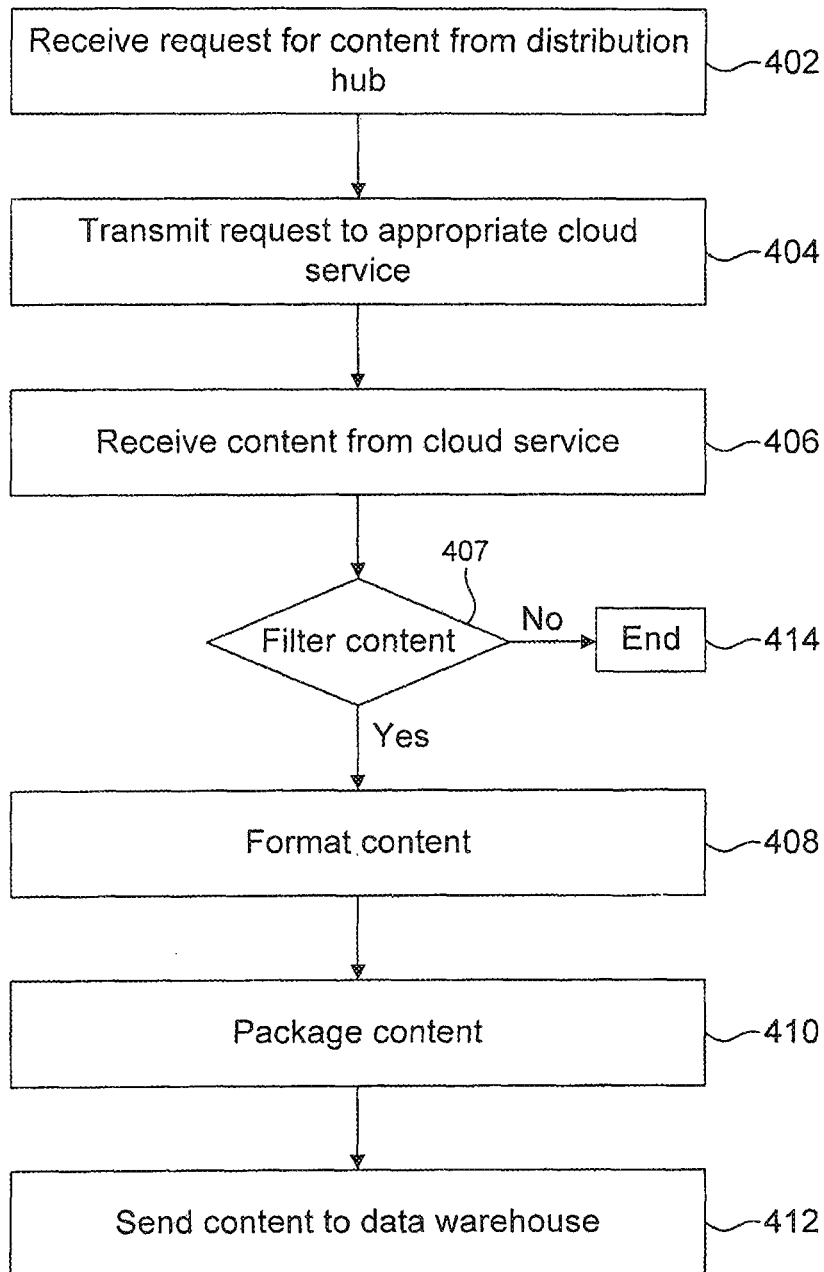 Receive request for content from distribution
hub
402
Transmit request to appropriate cloud
service
404
Receive content from cloud service
406
407
Filter content
No
End
414
Yes
Format content
408
Package content
410
Send content to data warehouse
412